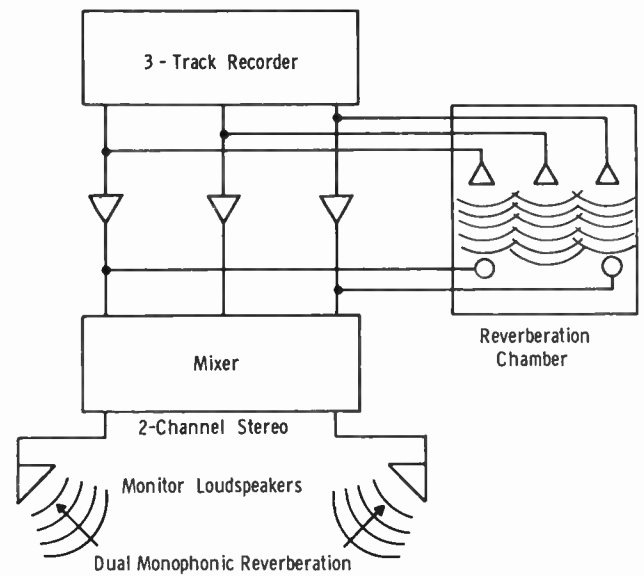 3 - Track Recorder
Reverberation
Chamber
Mixer
2-Channel Stereo
Monitor Loudspeakers
Dual Monophonic Reverberation